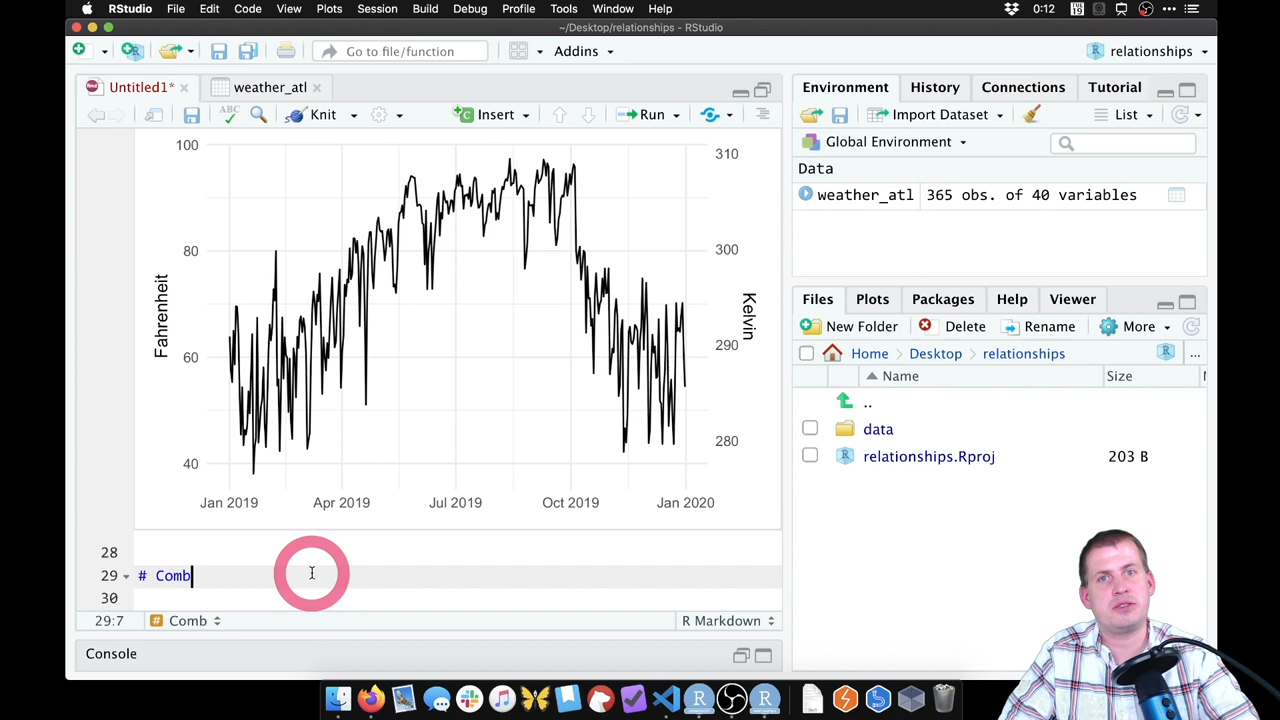 RStudio File Edit Code View Plots Session Build Debug Profile Tools Window Help 0:12 TUE 19
~/Desktop/relationships - RStudio
Go to file/function Addins relationships
Untitled1* weather_atl
ABC Knit Insert Run
100
80
60
40
Fahrenheit
310
300
290
280
Kelvin
Jan 2019 Apr 2019 Jul 2019 Oct 2019 Jan 2020
28
29 # Comb
30
29:7 # Comb R Markdown
Console
Environment History Connections Tutorial
Import Dataset List
R Global Environment
Data
weather_atl 365 obs. of 40 variables
Files Plots Packages Help Viewer
New Folder Delete Rename More
Home Desktop relationships
Name Size
..
data
relationships.Rproj 203 B